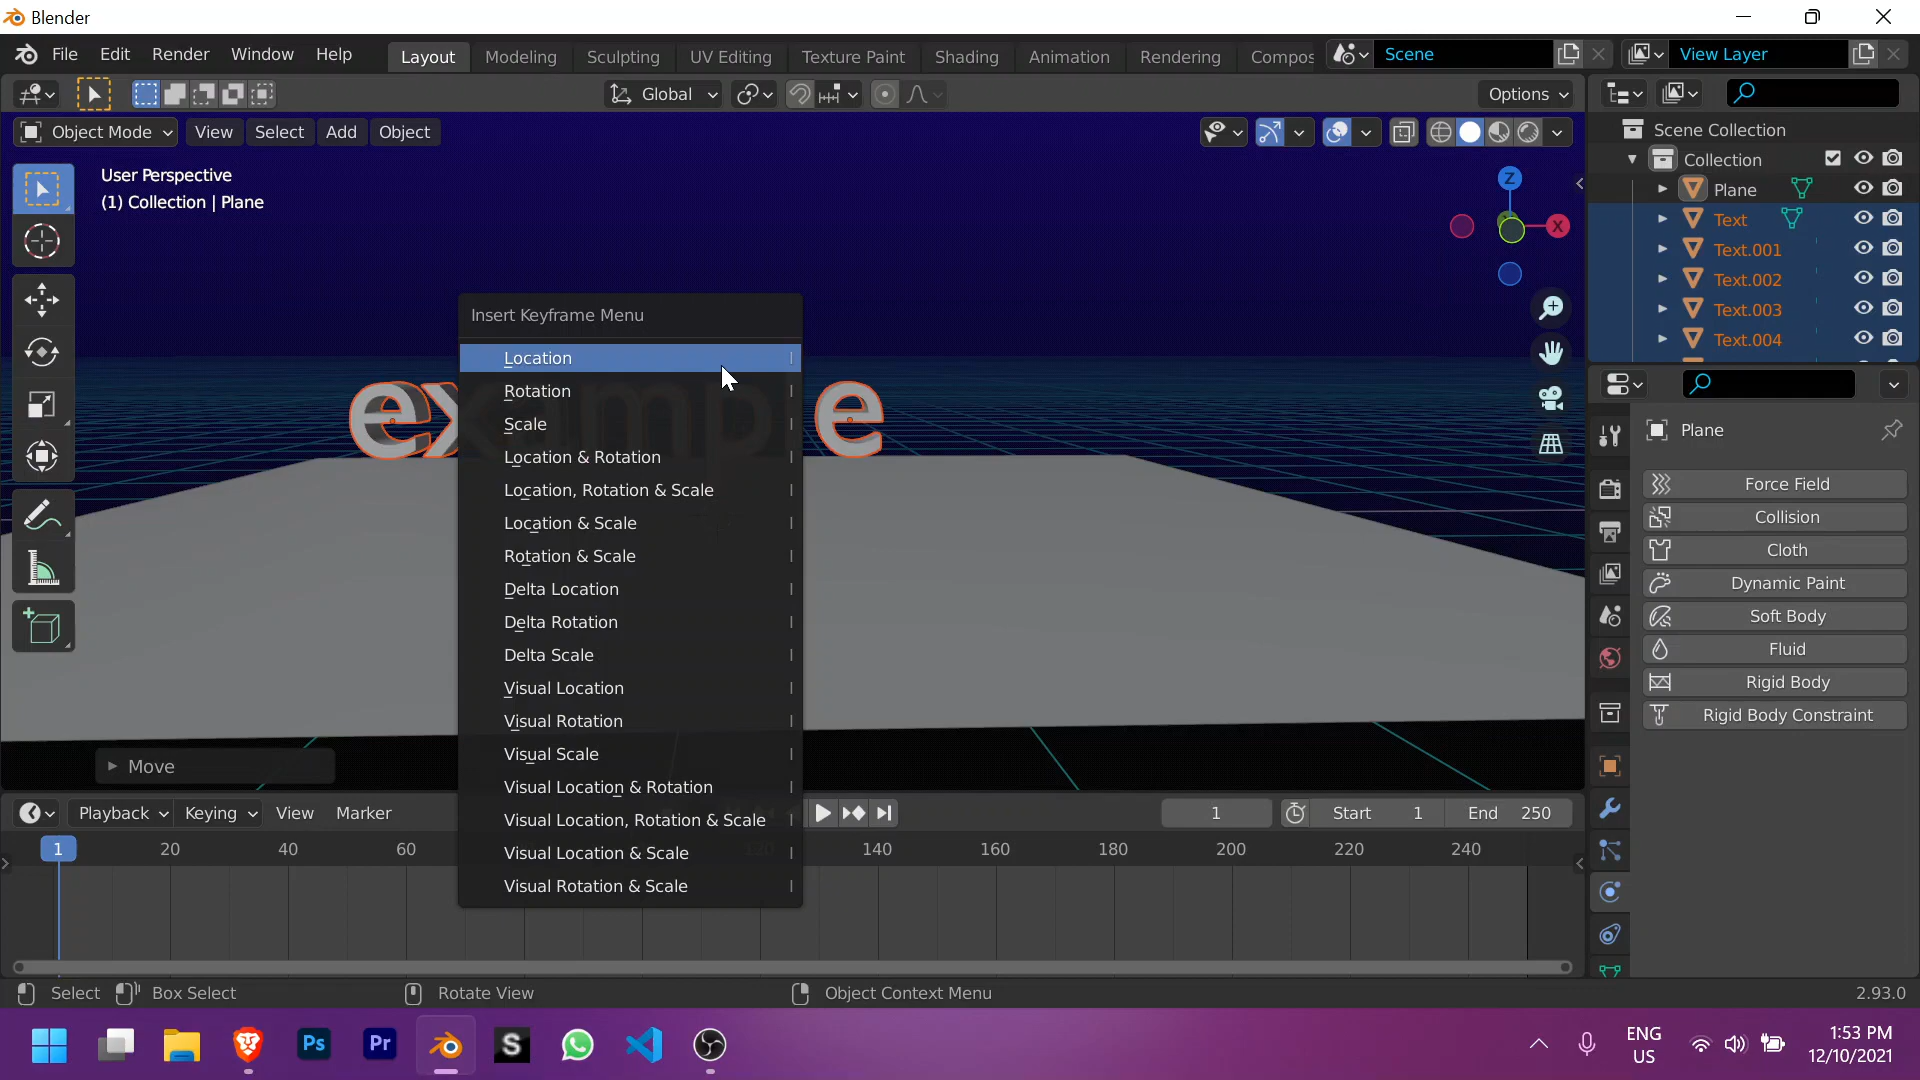 Blender
File Edit Render Window Help Layout Modeling Sculpting UV Editing Texture Paint Shading Animation Rendering Compos Scene View Layer
Global Options
Object Mode View Select Add Object
User Perspective
(1) Collection | Plane
Z
X
Scene Collection
Collection
Plane
Text
Text.001
Text.002
Text.003
Text.004
Insert Keyframe Menu
Location I
Rotation I
Scale I
Location & Rotation I
Location, Rotation & Scale I
Location & Scale I
Rotation & Scale I
Delta Location I
Delta Rotation I
Delta Scale I
Visual Location I
Visual Rotation I
Visual Scale I
Visual Location & Rotation I
Visual Location, Rotation & Scale I
Visual Location & Scale I
Visual Rotation & Scale I
example
Plane
Force Field
Collision
Cloth
Dynamic Paint
Soft Body
Fluid
Rigid Body
Rigid Body Constraint
Move
Playback Keying View Marker 1 Start 1 End 250
1 20 40 60 120 140 160 180 200 220 240
Select Box Select Rotate View Object Context Menu 2.93.0
Ps Pr S
ENG
US
1:53 PM
12/10/2021